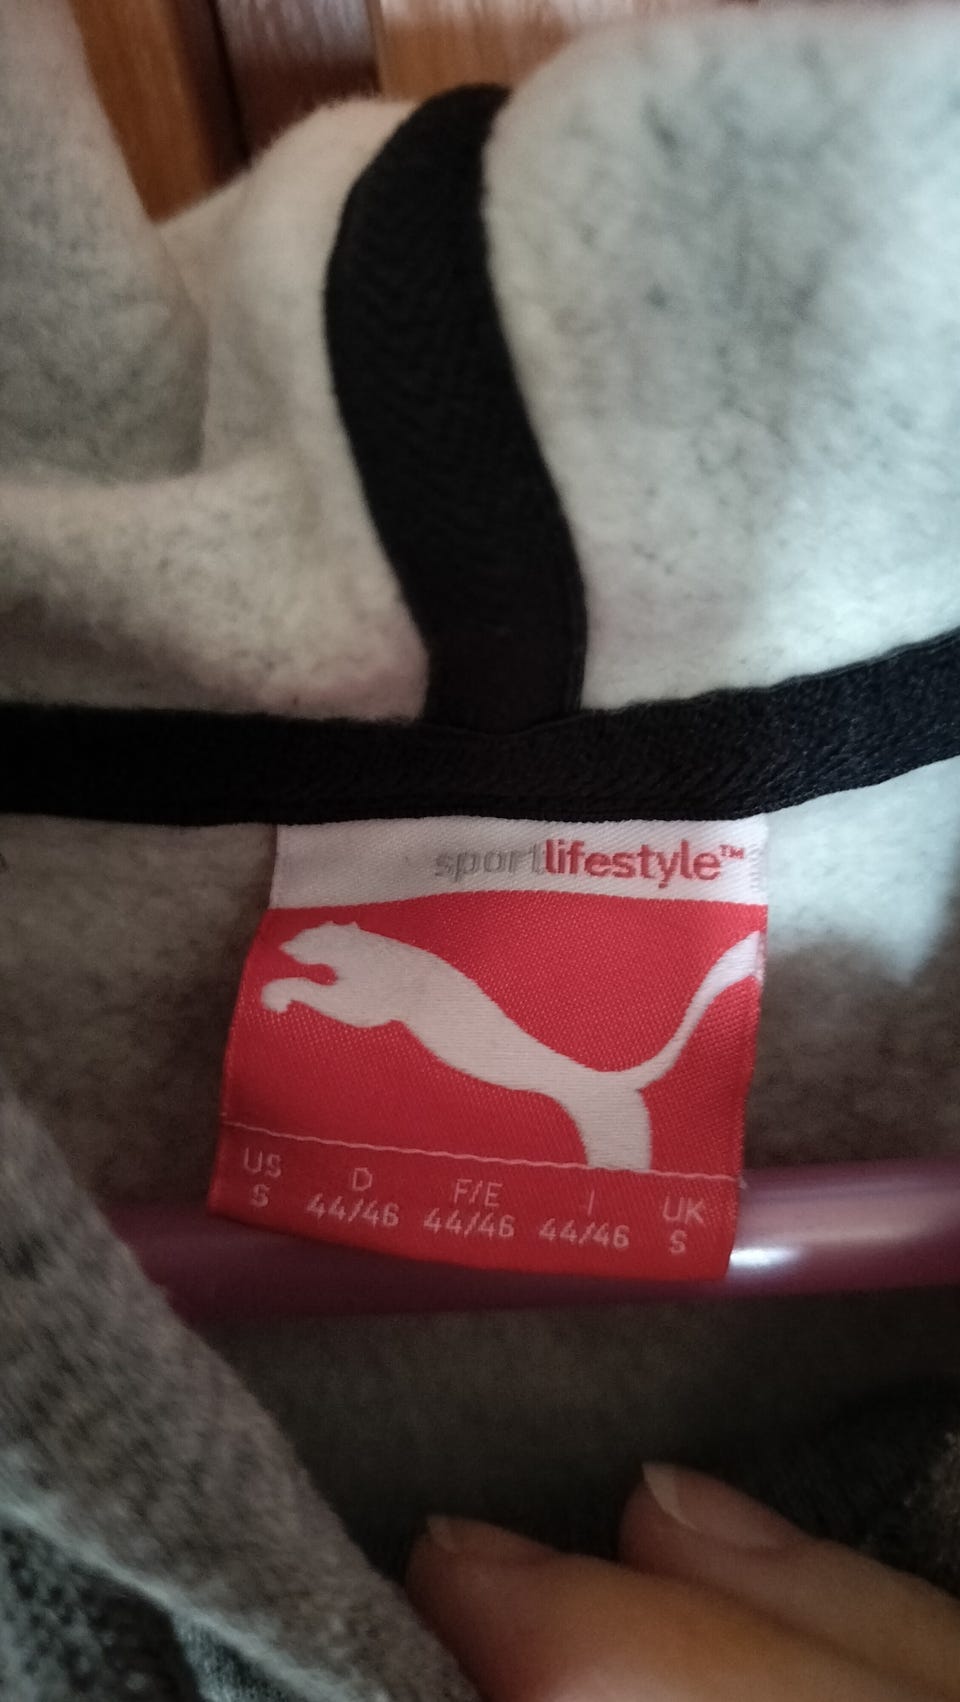 sportlifestyle™
US D F/E I UK
S 44/46 44/46 44/46 S